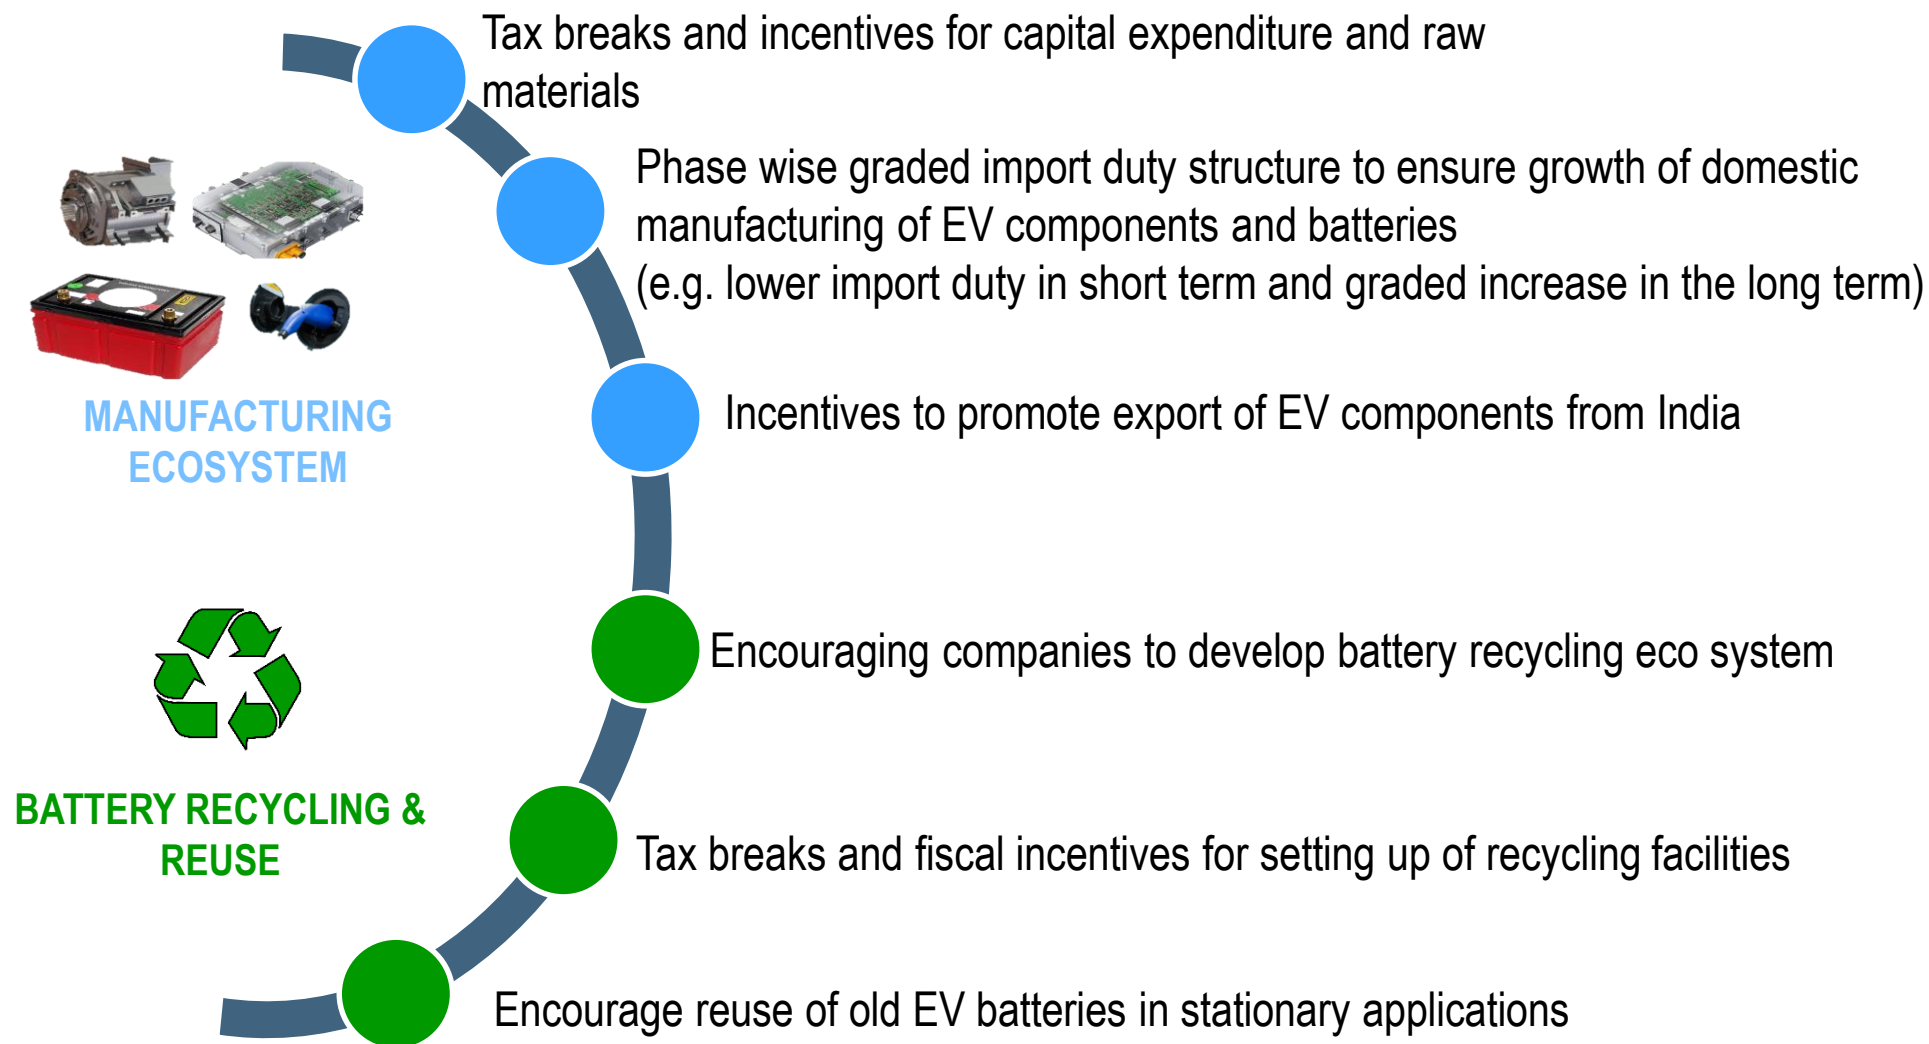 Tax breaks and incentives for capital expenditure and raw
materials
Phase wise graded import duty structure to ensure growth of domestic
manufacturing of EV components and batteries
(e.g. lower import duty in short term and graded increase in the long term)
MANUFACTURING
ECOSYSTEM
Incentives to promote export of EV components from India
Encouraging companies to develop battery recycling eco system
BATTERY RECYCLING &
REUSE
Tax breaks and fiscal incentives for setting up of recycling facilities
Encourage reuse of old EV batteries in stationary applications